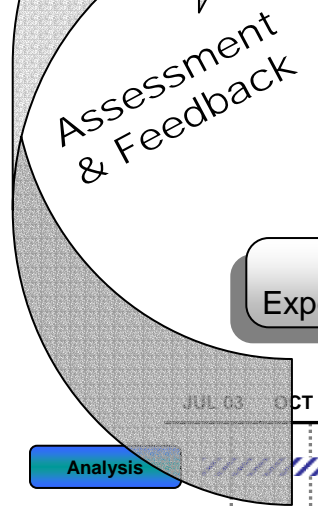 Assessment
& Feedback
Exp
JUL 03 OCT
Analysis